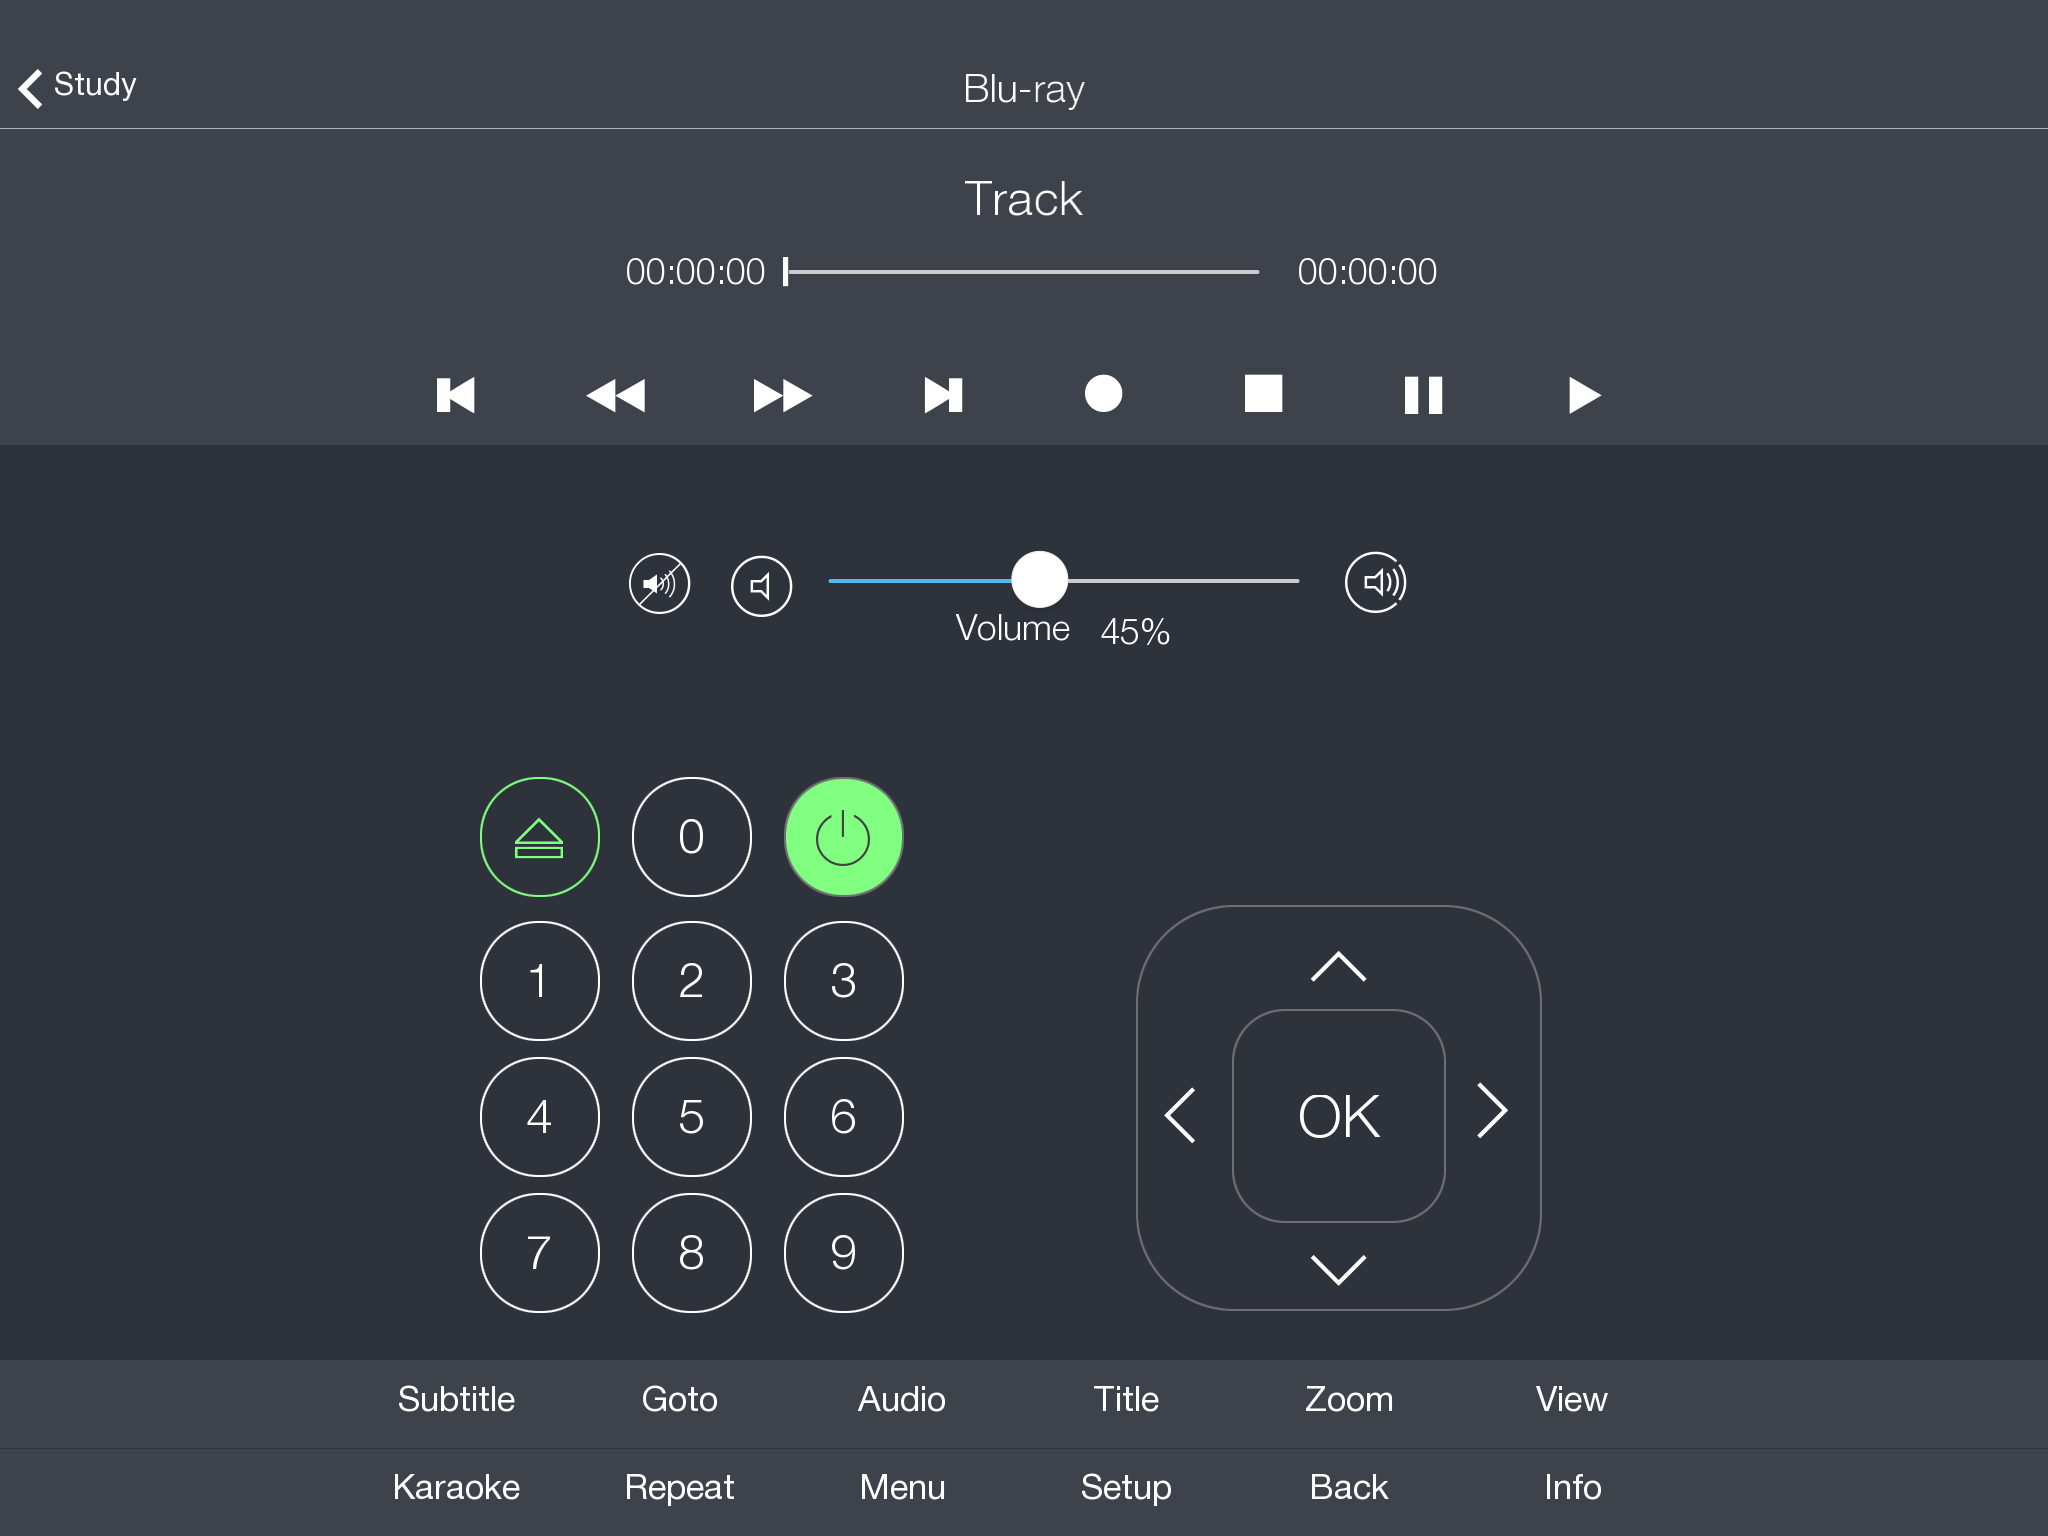 Study
Blu-ray
Track
00:00:00 00:00:00
Volume 45%
0
1 2 3
4 5 6
7 8 9
OK
Subtitle Goto Audio Title Zoom View
Karaoke Repeat Menu Setup Back Info